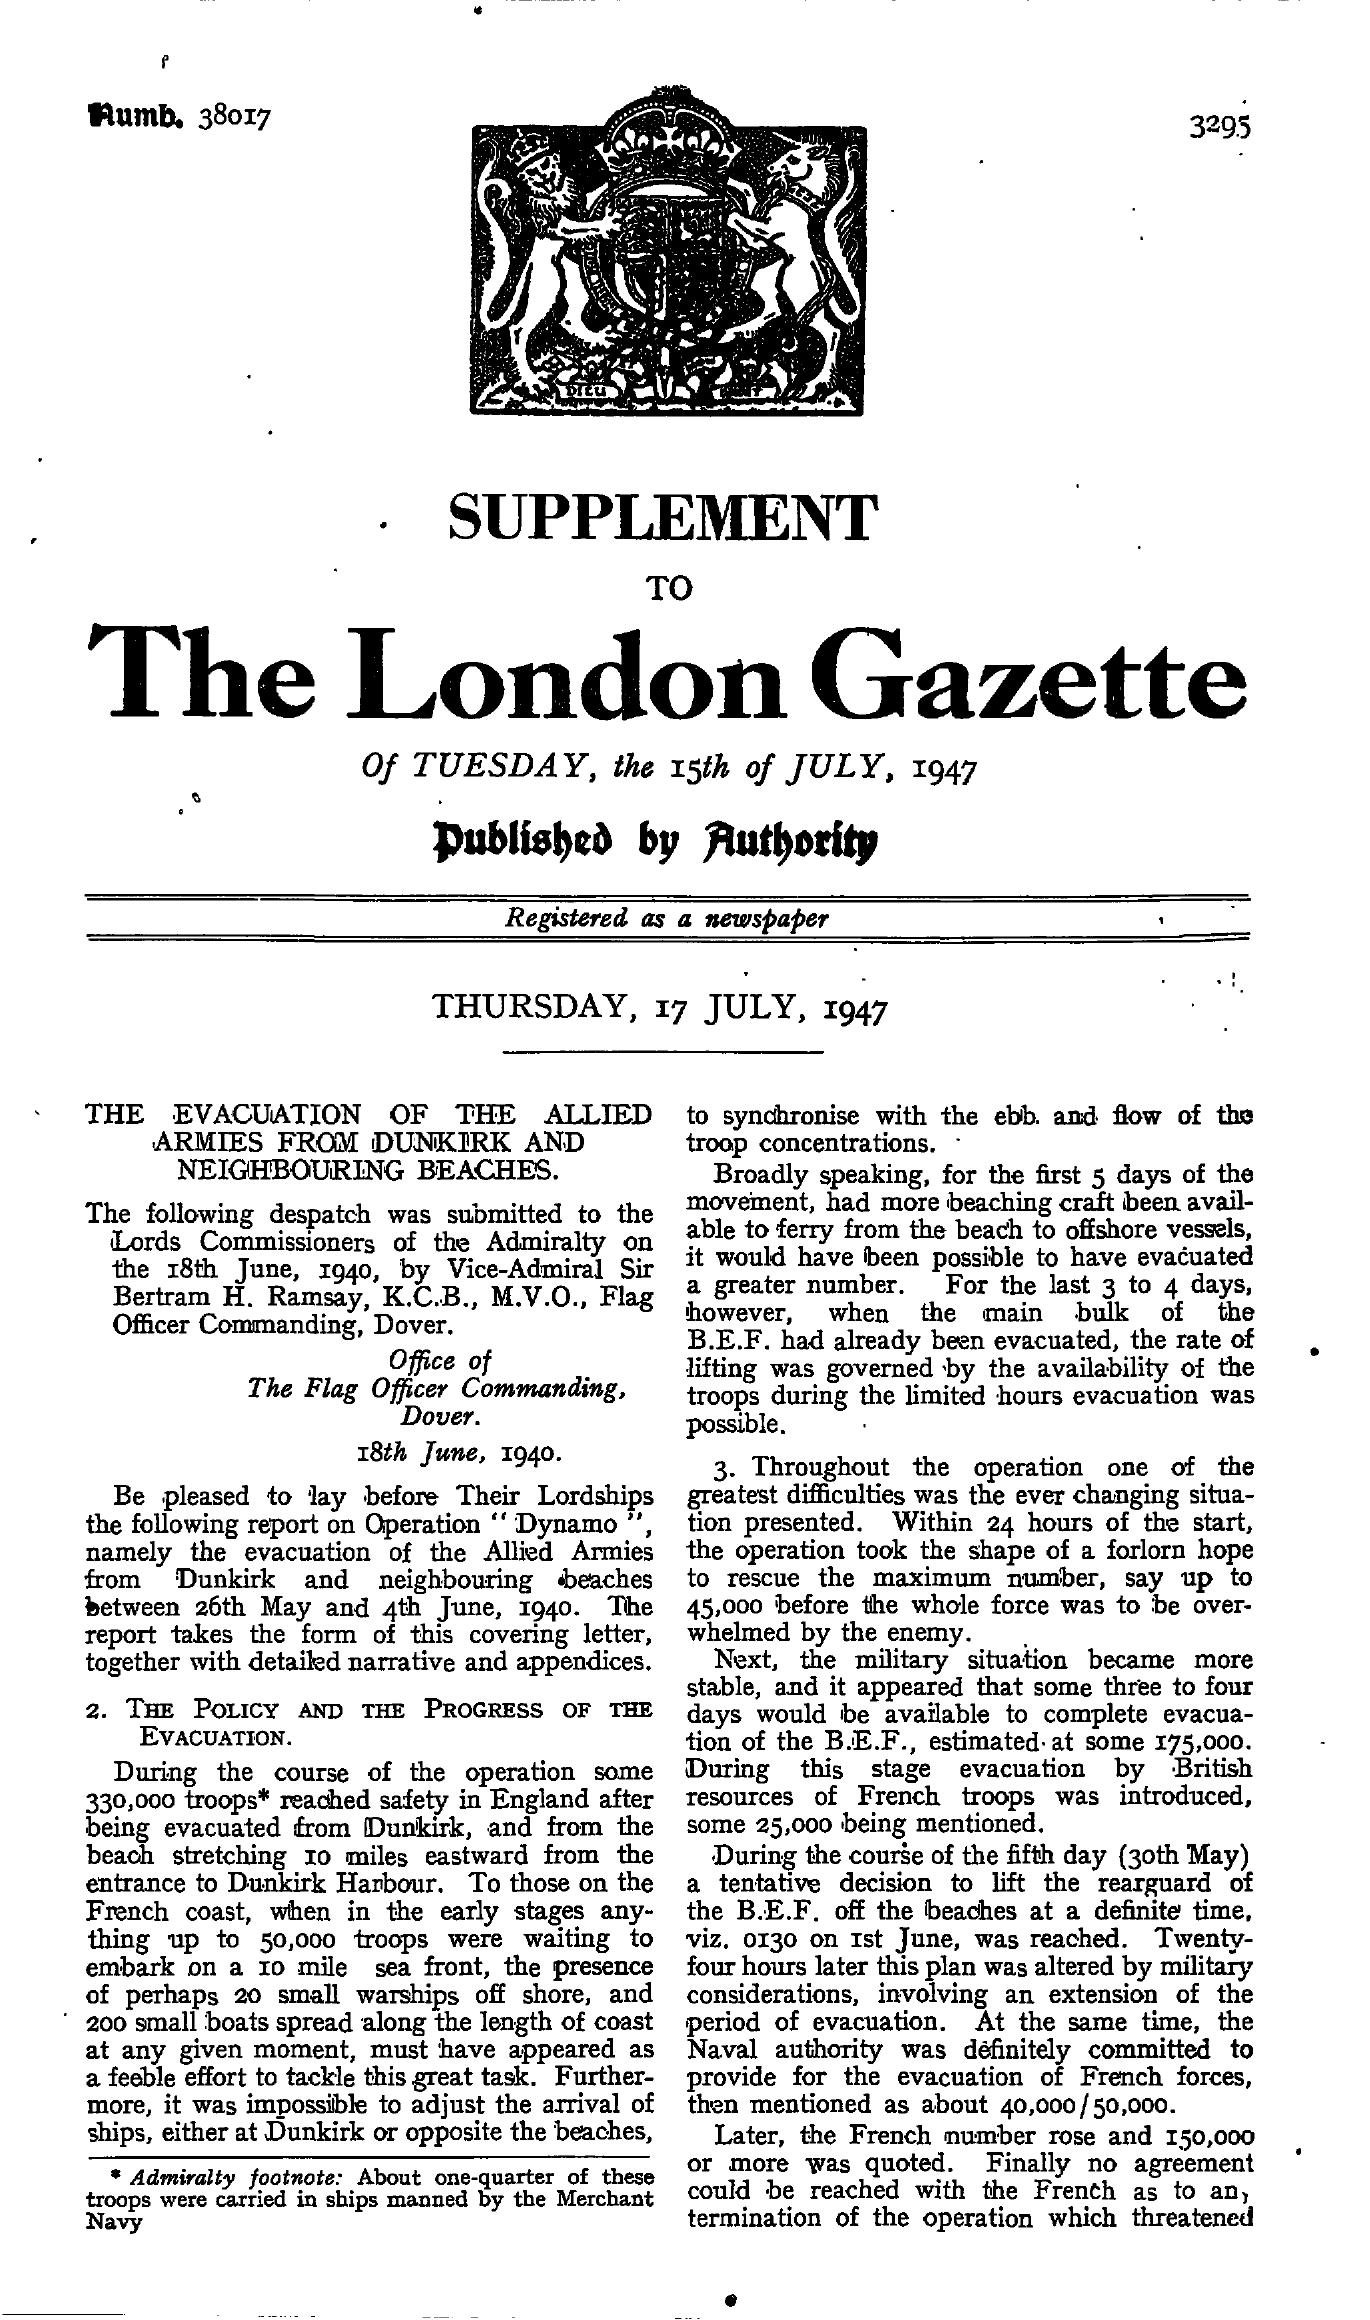 Numb. 38017
3295
DIEU
SUPPLEMENT
TO
The London Gazette
Of TUESDAY, the 15th of JULY, 1947
Published by Authority
Registered as a newspaper
THURSDAY, 17 JULY, 1947
THE EVACUATION OF THE ALLIED
ARMIES FROM DUNKIRK AND
NEIGHBOURING BEACHES.
The following despatch was submitted to the
Lords Commissioners of the Admiralty on
the 18th June, 1940, by Vice-Admiral Sir
Bertram H. Ramsay, K.C.B., M.V.O., Flag
Officer Commanding, Dover.
Office of
The Flag Officer Commanding,
Dover.
18th June, 1940.
Be pleased to lay before Their Lordships
the following report on Operation " Dynamo ",
namely the evacuation of the Allied Armies
from Dunkirk and neighbouring beaches
between 26th May and 4th June, 1940. The
report takes the form of this covering letter,
together with detailed narrative and appendices.
2. THE POLICY AND THE PROGRESS OF THE
EVACUATION.
During the course of the operation some
330,000 troops* reached safety in England after
being evacuated from Dunkirk, and from the
beach stretching 10 miles eastward from the
entrance to Dunkirk Harbour. To those on the
French coast, when in the early stages any-
thing up to 50,000 troops were waiting to
embark on a 10 mile sea front, the presence
of perhaps 20 small warships off shore, and
200 small boats spread along the length of coast
at any given moment, must have appeared as
a feeble effort to tackle this great task. Further-
more, it was impossible to adjust the arrival of
ships, either at Dunkirk or opposite the beaches,
* Admiralty footnote: About one-quarter of these
troops were carried in ships manned by the Merchant
Navy
to synchronise with the ebb and flow of the
troop concentrations.
Broadly speaking, for the first 5 days of the
movement, had more beaching craft been avail-
able to ferry from the beach to offshore vessels,
it would have been possible to have evacuated
a greater number. For the last 3 to 4 days,
however, when the main bulk of the
B.E.F. had already been evacuated, the rate of
lifting was governed by the availability of the
troops during the limited hours evacuation was
possible.
3. Throughout the operation one of the
greatest difficulties was the ever changing situa-
tion presented. Within 24 hours of the start,
the operation took the shape of a forlorn hope
to rescue the maximum number, say up to
45,000 before the whole force was to be over-
whelmed by the enemy.
Next, the military situation became more
stable, and it appeared that some three to four
days would be available to complete evacua-
tion of the B.E.F., estimated at some 175,000.
During this stage evacuation by British
resources of French troops was introduced,
some 25,000 being mentioned.
During the course of the fifth day (30th May)
a tentative decision to lift the rearguard of
the B.E.F. off the beaches at a definite time,
viz. 0130 on 1st June, was reached. Twenty-
four hours later this plan was altered by military
considerations, involving an extension of the
period of evacuation. At the same time, the
Naval authority was definitely committed to
provide for the evacuation of French forces,
then mentioned as about 40,000/50,000.
Later, the French number rose and 150,000
or more was quoted. Finally no agreement
could be reached with the French as to any
termination of the operation which threatened